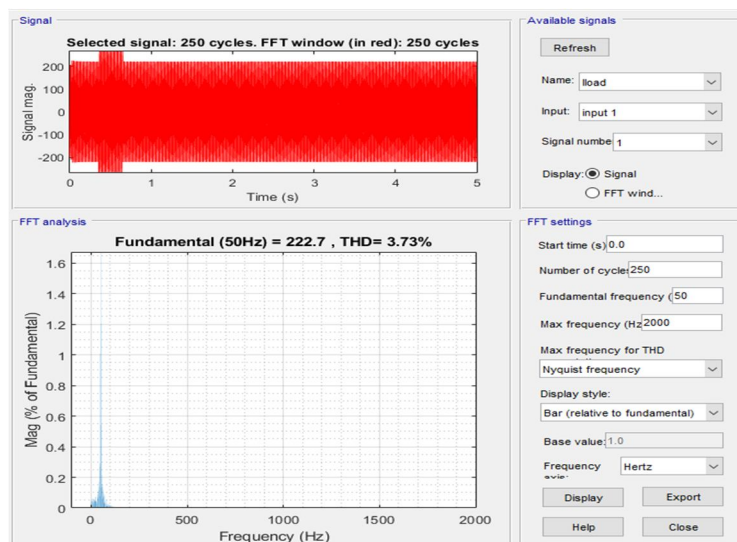 Signal
Selected signal: 250 cycles. FFT window (in red): 250 cycles
200
100
0
-100
-200
Signal mag.
0 1 2 3 4 5
Time (s)
Available signals
Refresh
Name: Iload
Input: input 1
Signal numbe 1
Display: Signal
FFT wind...
FFT analysis
Fundamental (50Hz) = 222.7 , THD= 3.73%
1.6
1.4
1.2
1
0.8
0.6
0.4
0.2
0
Mag (% of Fundamental)
0 500 1000 1500 2000
Frequency (Hz)
FFT settings
Start time (s) 0.0
Number of cycle 250
Fundamental frequency ( 50
Max frequency (Hz 2000
Max frequency for THD
Nyquist frequency
Display style:
Bar (relative to fundamental)
Base value: 1.0
Frequency Hertz
Display Export
Help Close